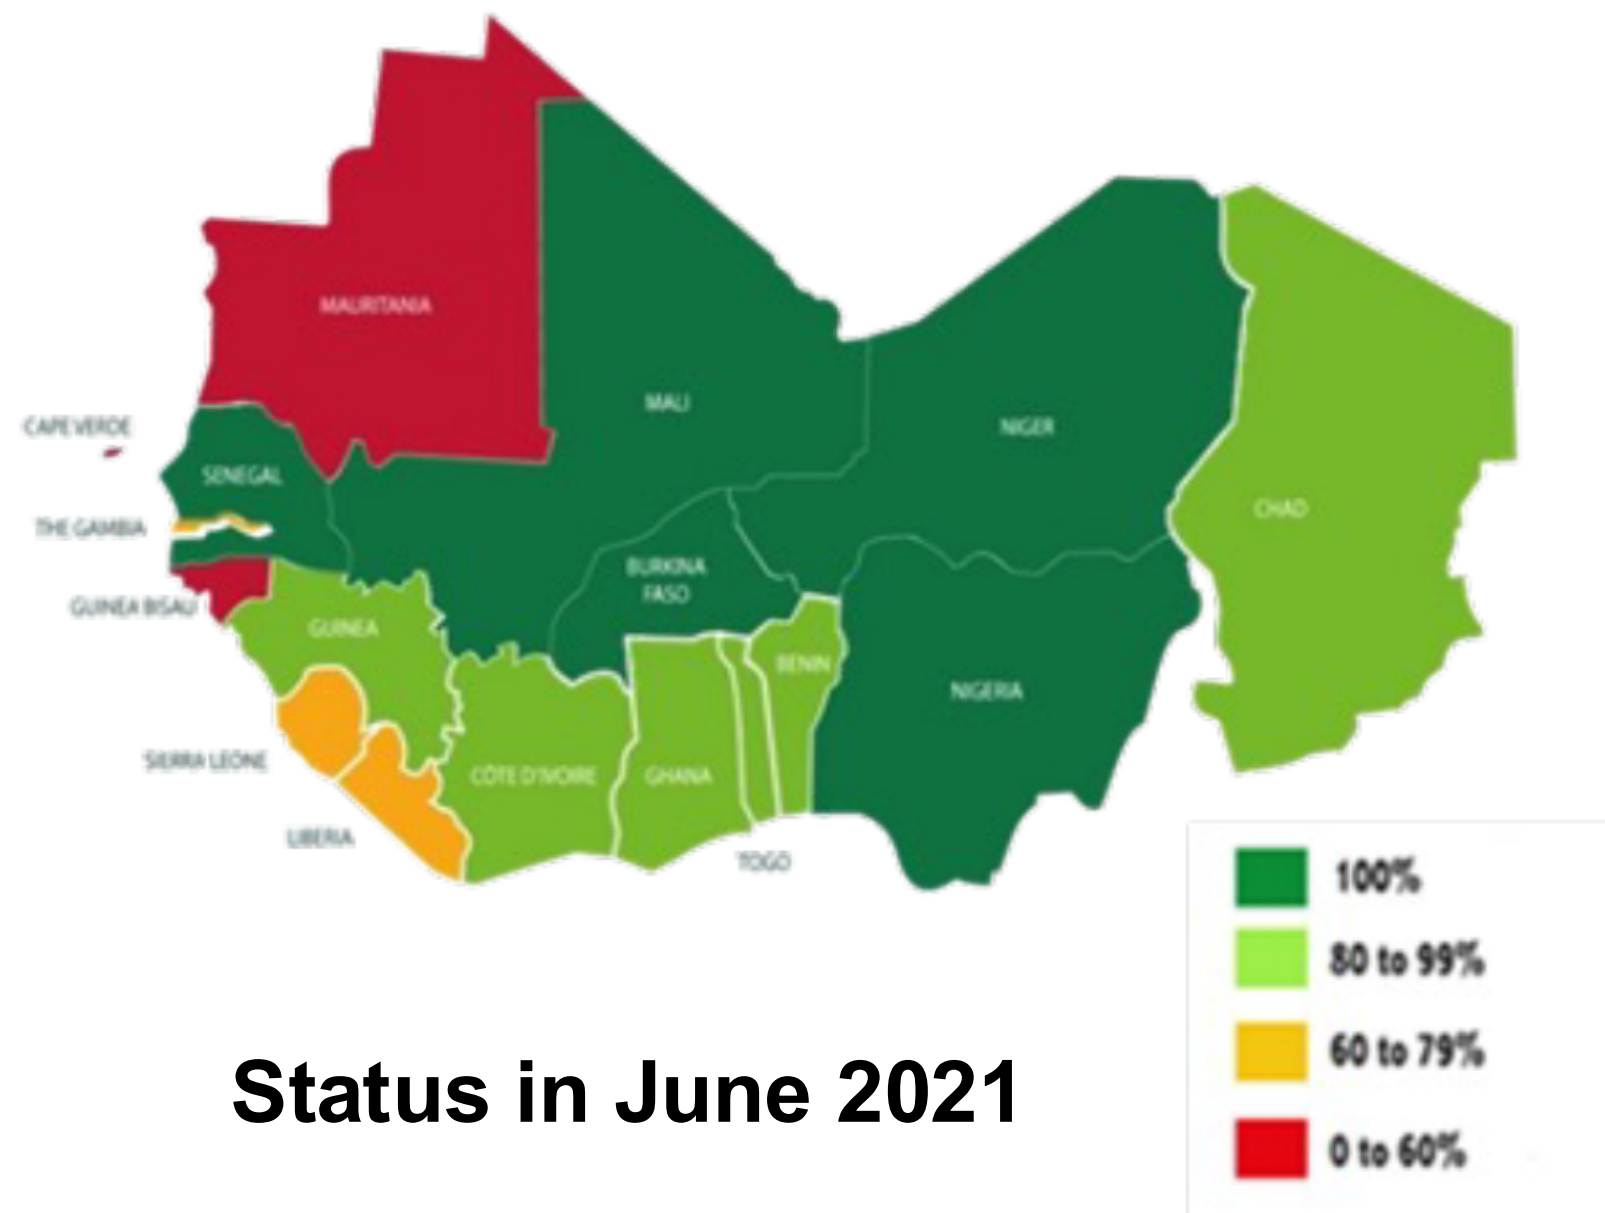 MAURITANIA
MALI
CAPE VERDE
NIGER
SENEGAL
CHAD
THE GAMBIA
BURKINA
FASO
GUINEA BISAU
GUINEA
BENIN
NIGERIA
SIERRA LEONE
CÔTE D'IVOIRE
GHANA
LIBERIA
TOGO
100%
80 to 99%
60 to 79%
0 to 60%
Status in June 2021